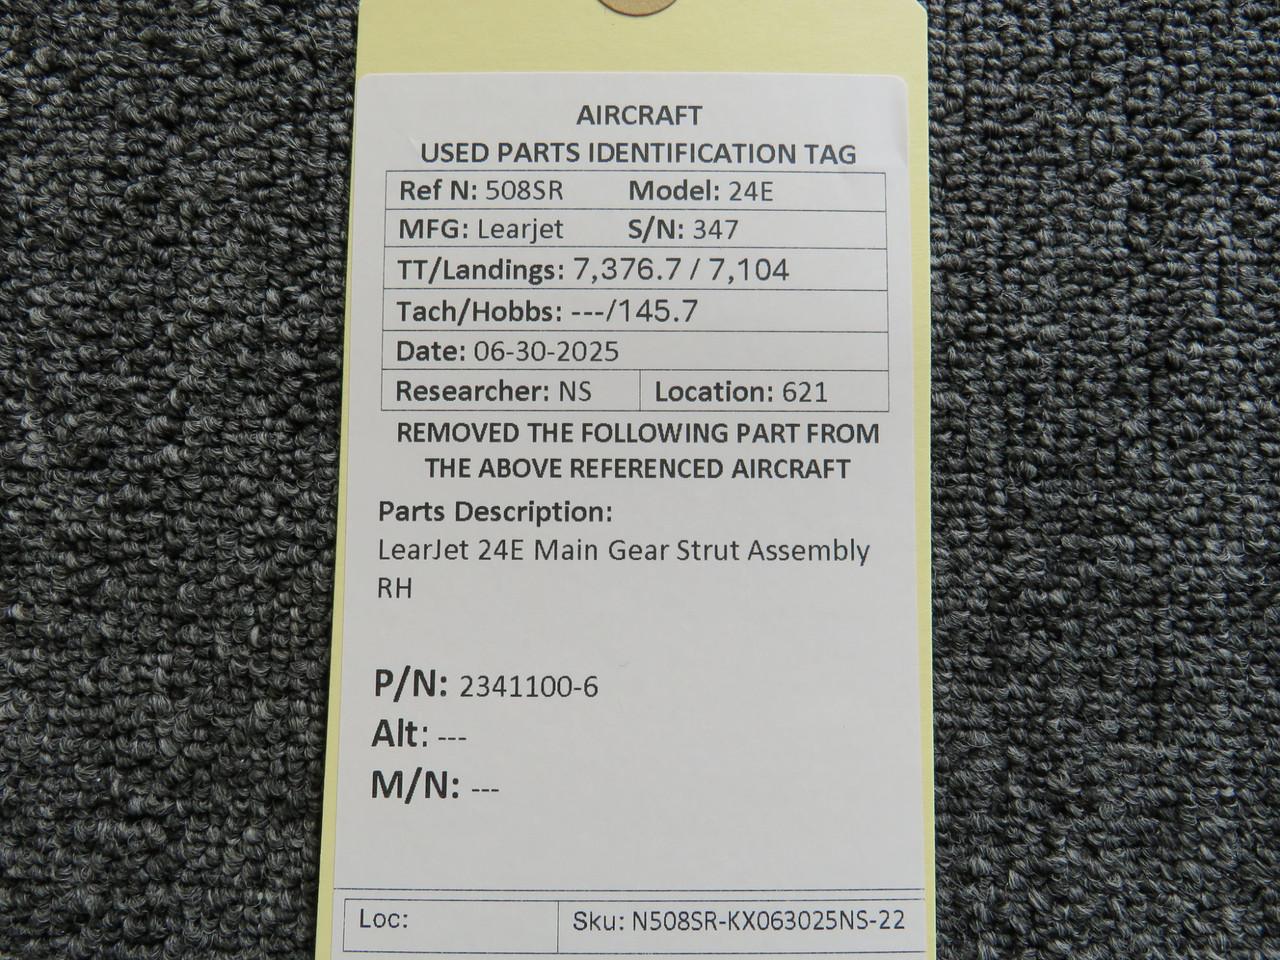 AIRCRAFT
USED PARTS IDENTIFICATION TAG
Ref N: 508SR Model: 24E
MFG: Learjet S/N: 347
TT/Landings: 7,376.7 / 7,104
Tach/Hobbs: ---/145.7
Date: 06-30-2025
Researcher: NS Location: 621
REMOVED THE FOLLOWING PART FROM
THE ABOVE REFERENCED AIRCRAFT
Parts Description:
LearJet 24E Main Gear Strut Assembly
RH
P/N: 2341100-6
Alt: ---
M/N: ---
Loc: Sku: N508SR-KX063025NS-22